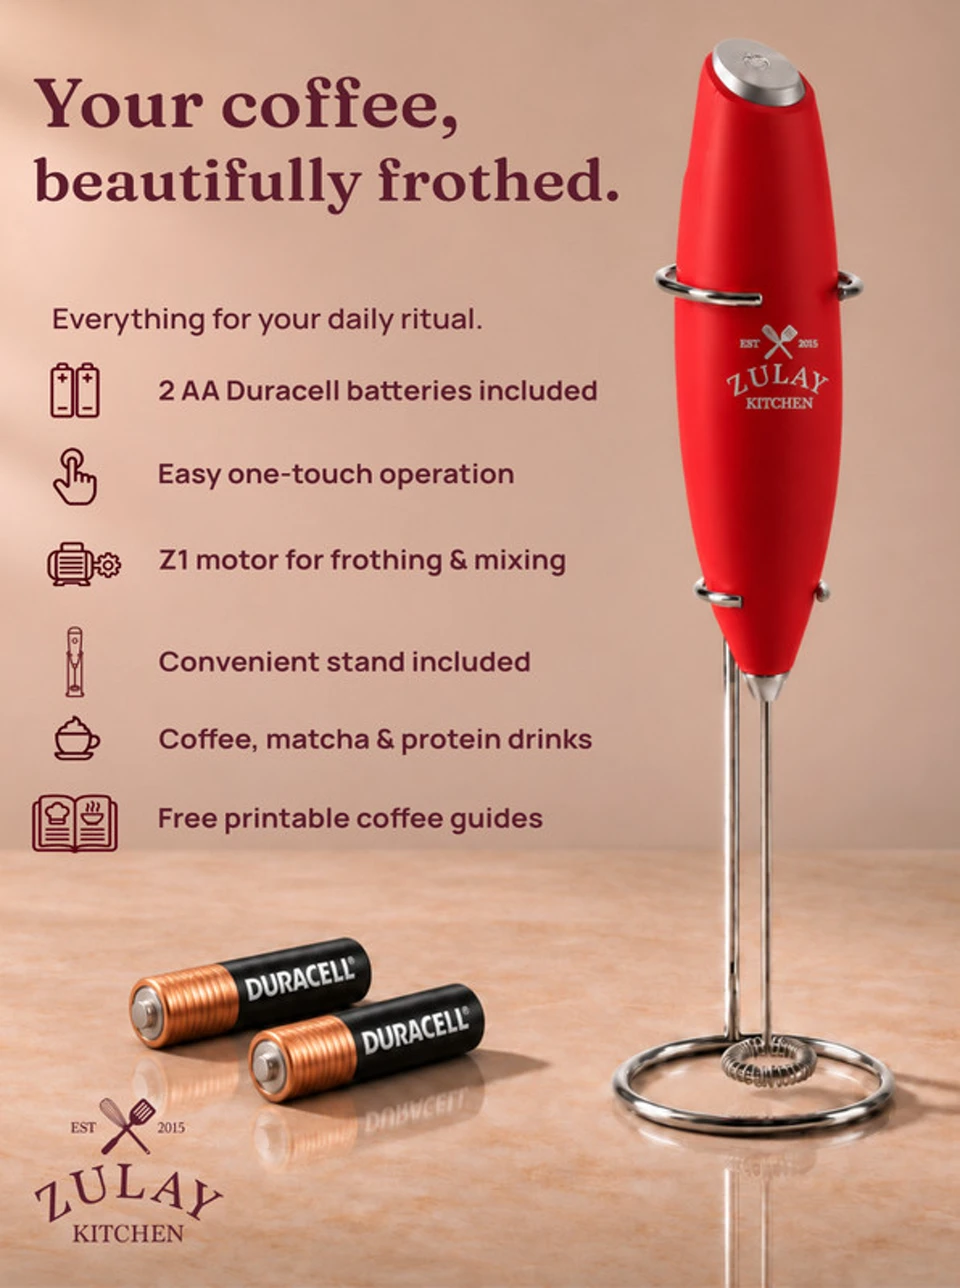 Your coffee,
beautifully frothed.
Everything for your daily ritual.
2 AA Duracell batteries included
Easy one-touch operation
Z1 motor for frothing & mixing
Convenient stand included
Coffee, matcha & protein drinks
Free printable coffee guides
EST 2015
ZULAY
KITCHEN
DURACELL®
DURACELL®
EST 2015
ZULAY
KITCHEN